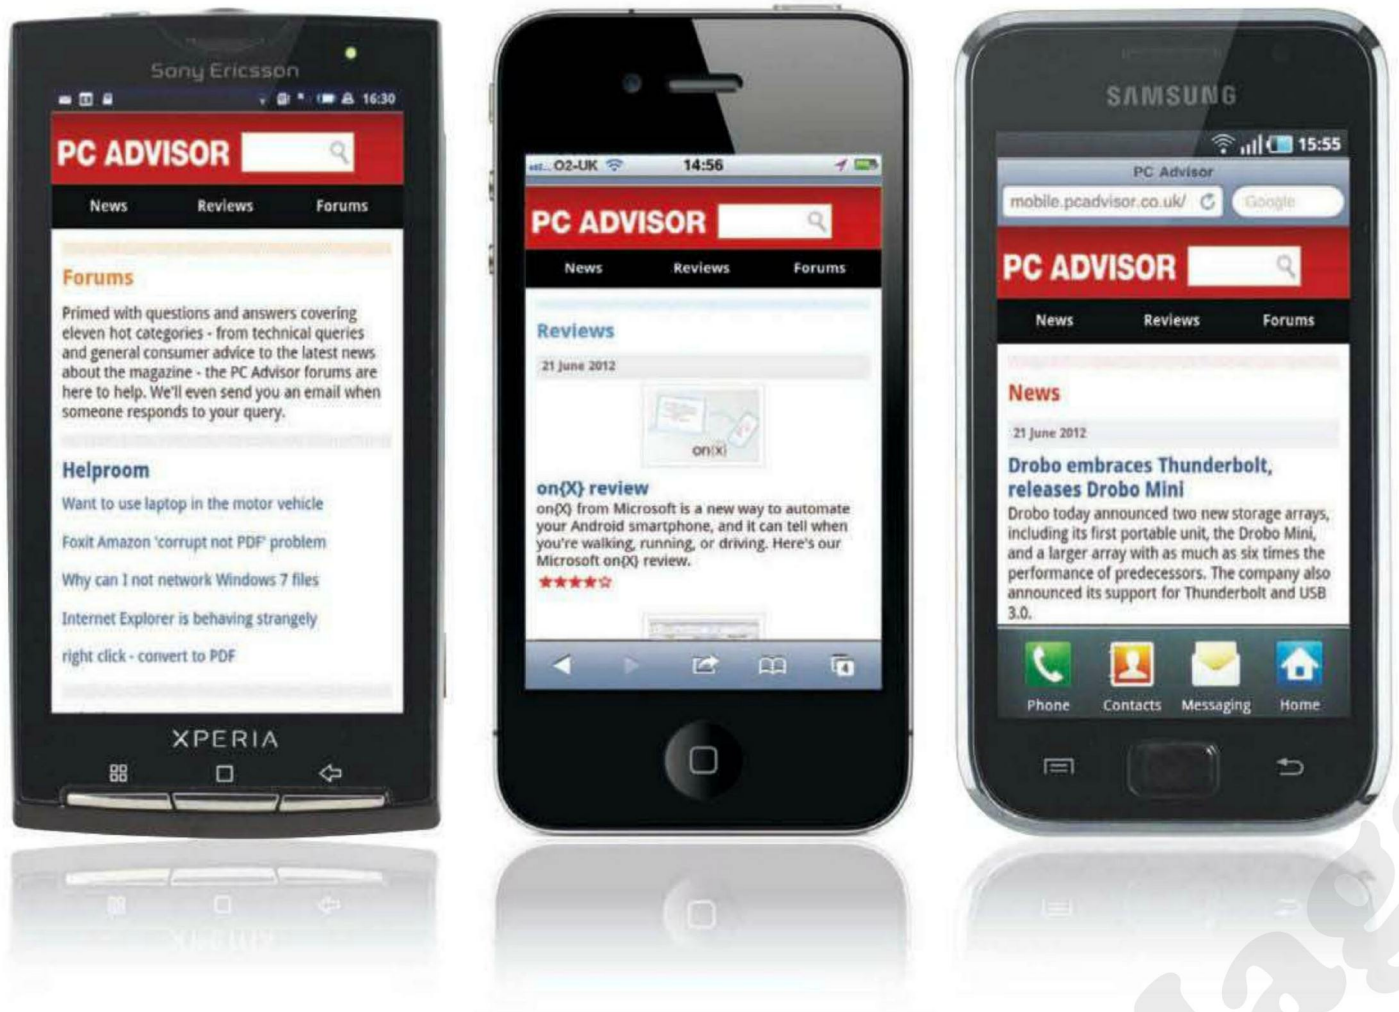 Sony Ericsson
16:30
PC ADVISOR
News Reviews Forums
Forums
Primed with questions and answers covering
eleven hot categories - from technical queries
and general consumer advice to the latest news
about the magazine - the PC Advisor forums are
here to help. We'll even send you an email when
someone responds to your query.
Helproom
Want to use laptop in the motor vehicle
Foxit Amazon 'corrupt not PDF' problem
Why can I not network Windows 7 files
Internet Explorer is behaving strangely
right click - convert to PDF
XPERIA
O2-UK 14:56
PC ADVISOR
News Reviews Forums
Reviews
21 June 2012
on{X}
on{X} review
on{X} from Microsoft is a new way to automate
your Android smartphone, and it can tell when
you're walking, running, or driving. Here's our
Microsoft on{X} review.
4
SAMSUNG
15:55
PC Advisor
mobile.pcadvisor.co.uk/ Google
PC ADVISOR
News Reviews Forums
News
21 June 2012
Drobo embraces Thunderbolt,
releases Drobo Mini
Drobo today announced two new storage arrays,
including its first portable unit, the Drobo Mini,
and a larger array with as much as six times the
performance of predecessors. The company also
announced its support for Thunderbolt and USB
3.0.
Phone Contacts Messaging Home